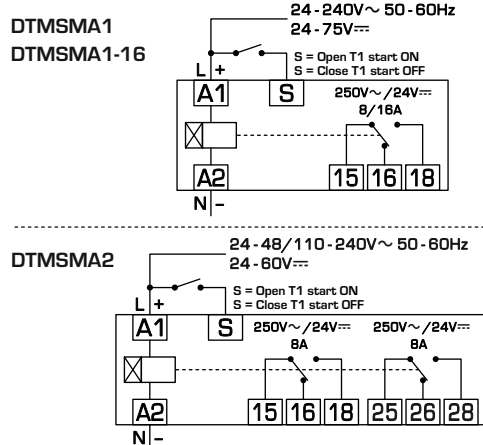 DTMSMA1
DTMSMA1-16
24-240V~ 50-60Hz
24-75V⎓
S = Open T1 start ON
S = Close T1 start OFF
L +
A1
S
250V~/24V⎓
8/16A
A2
15 16 18
N -
DTMSMA2
24-48/110-240V~ 50-60Hz
24-60V⎓
S = Open T1 start ON
S = Close T1 start OFF
L +
A1
S
250V~/24V⎓
8A
250V~/24V⎓
8A
A2
15 16 18
25 26 28
N -